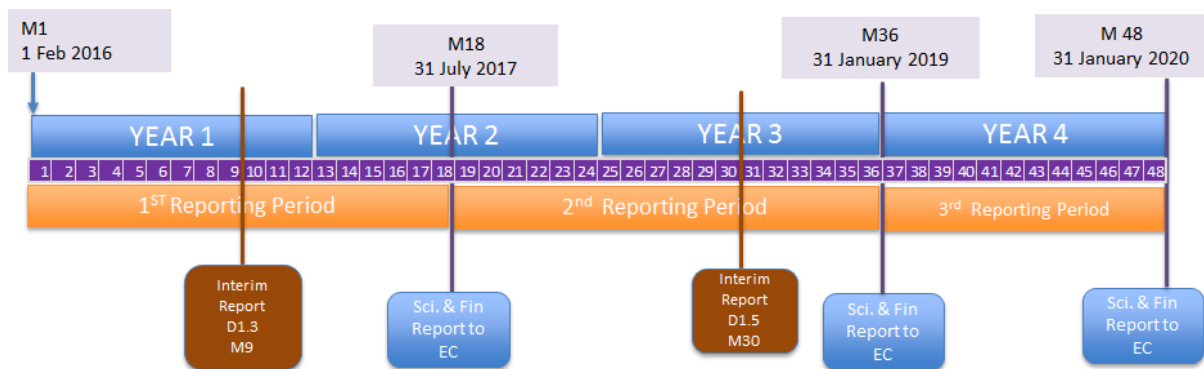 M1
1 Feb 2016
M18
31 July 2017
M36
31 January 2019
M 48
31 January 2020
YEAR 1
YEAR 2
YEAR 3
YEAR 4
1 2 3 4 5 6 7 8 9 10 11 12 13 14 15 16 17 18 19 20 21 22 23 24 25 26 27 28 29 30 31 32 33 34 35 36 37 38 39 40 41 42 43 44 45 46 47 48
1ST Reporting Period
2nd Reporting Period
3rd Reporting Period
Interim
Report
D1.3
M9
Sci. & Fin
Report to
EC
Interim
Report
D1.5
M30
Sci. & Fin
Report to
EC
Sci. & Fin
Report to
EC